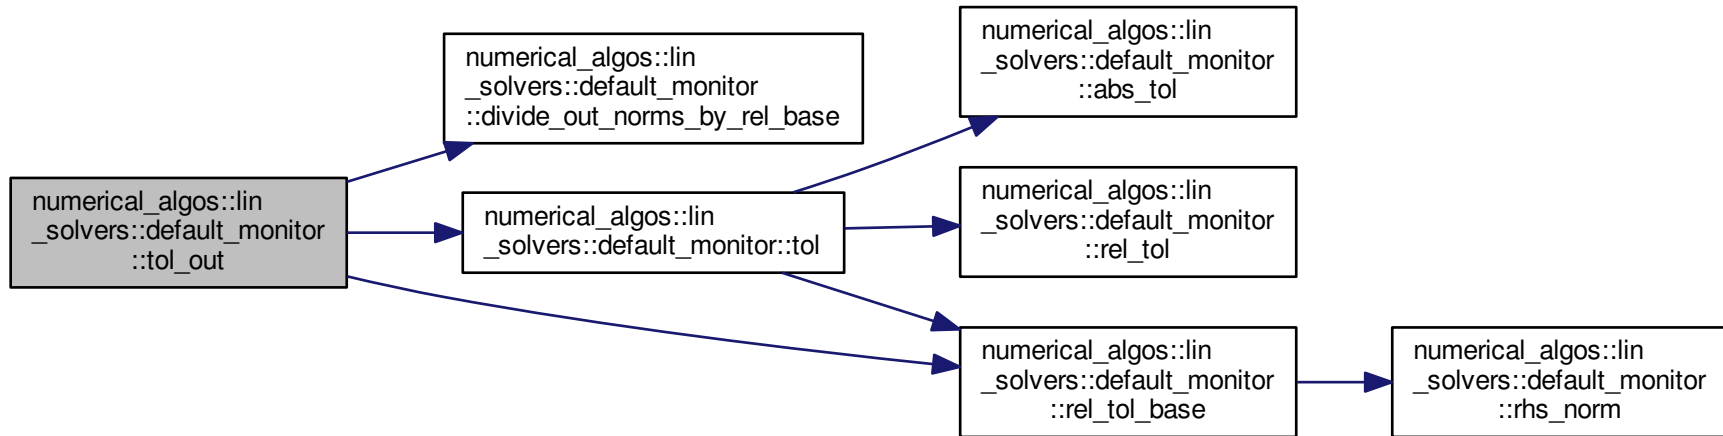 numerical_algos::lin
_solvers::default_monitor
::tol_out
numerical_algos::lin
_solvers::default_monitor
::divide_out_norms_by_rel_base
numerical_algos::lin
_solvers::default_monitor::tol
numerical_algos::lin
_solvers::default_monitor
::abs_tol
numerical_algos::lin
_solvers::default_monitor
::rel_tol
numerical_algos::lin
_solvers::default_monitor
::rel_tol_base
numerical_algos::lin
_solvers::default_monitor
::rhs_norm